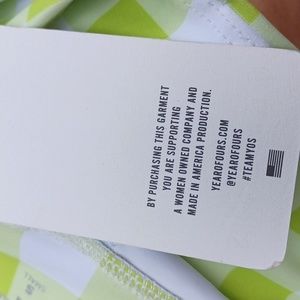 BY PURCHASING THIS GARMENT
YOU ARE SUPPORTING
A WOMEN OWNED COMPANY AND
MADE IN AMERICA PRODUCTION.
YEAROFOURS.COM
@YEAROFOURS
#TEAMYOS
S
SMALL